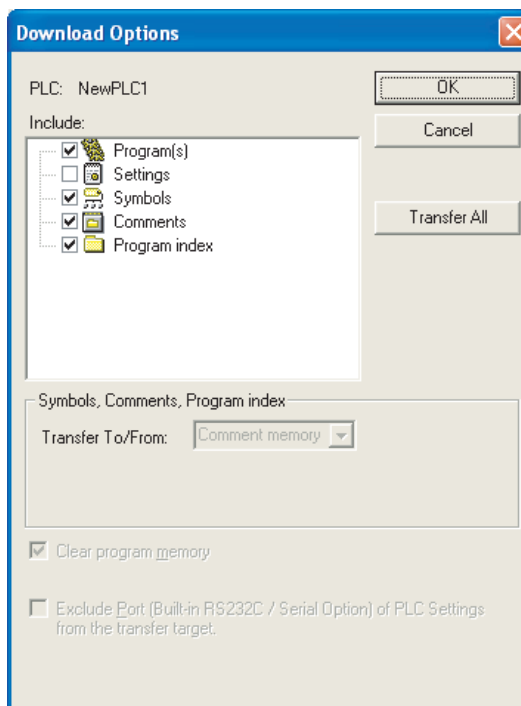 Download Options
PLC: NewPLC1
OK
Include:
Cancel
Program(s)
Settings
Symbols
Transfer All
Comments
Program index
Symbols, Comments, Program index
Transfer To/From: Comment memory
Clear program memory
Exclude Port (Built-in RS232C / Serial Option) of PLC Settings
from the transfer target.